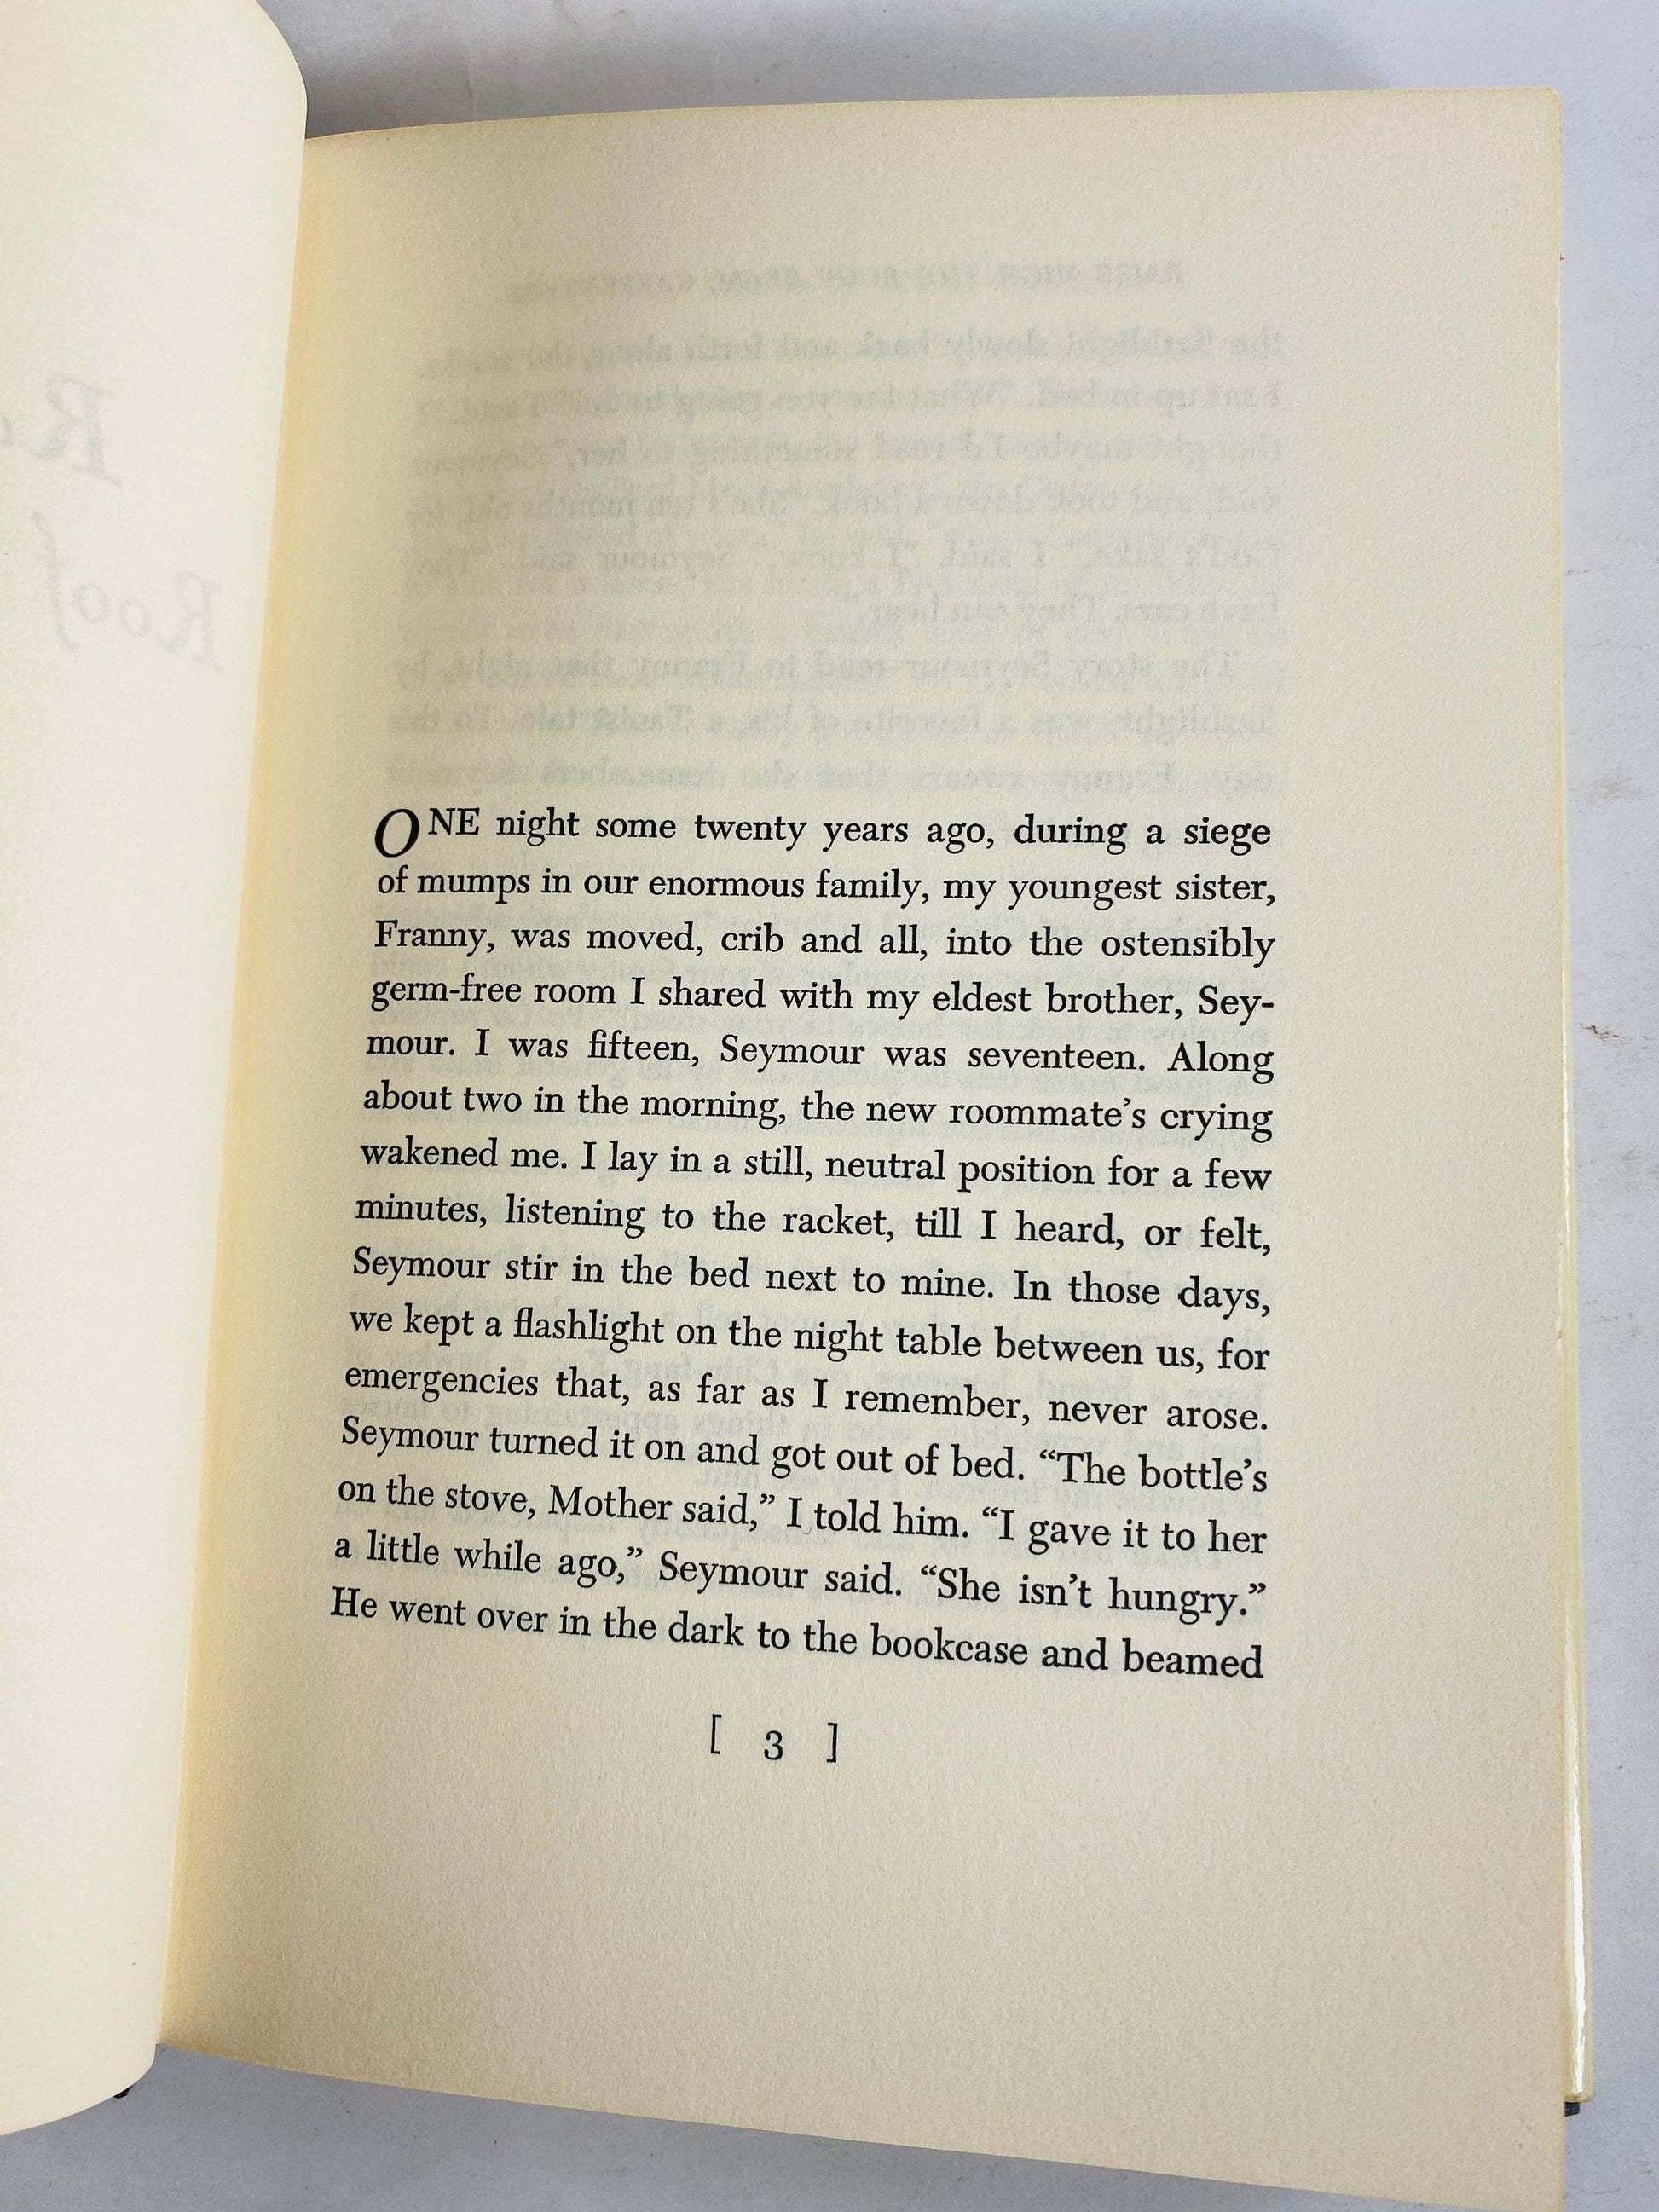 ONE night some twenty years ago, during a siege
of mumps in our enormous family, my youngest sister,
Franny, was moved, crib and all, into the ostensibly
germ-free room I shared with my eldest brother, Sey-
mour. I was fifteen, Seymour was seventeen. Along
about two in the morning, the new roommate’s crying
wakened me. I lay in a still, neutral position for a few
minutes, listening to the racket, till I heard, or felt,
Seymour stir in the bed next to mine. In those days,
we kept a flashlight on the night table between us, for
emergencies that, as far as I remember, never arose.
Seymour turned it on and got out of bed. “The bottle’s
on the stove, Mother said,” I told him. “I gave it to her
a little while ago,” Seymour said. “She isn’t hungry.”
He went over in the dark to the bookcase and beamed
[ 3 ]